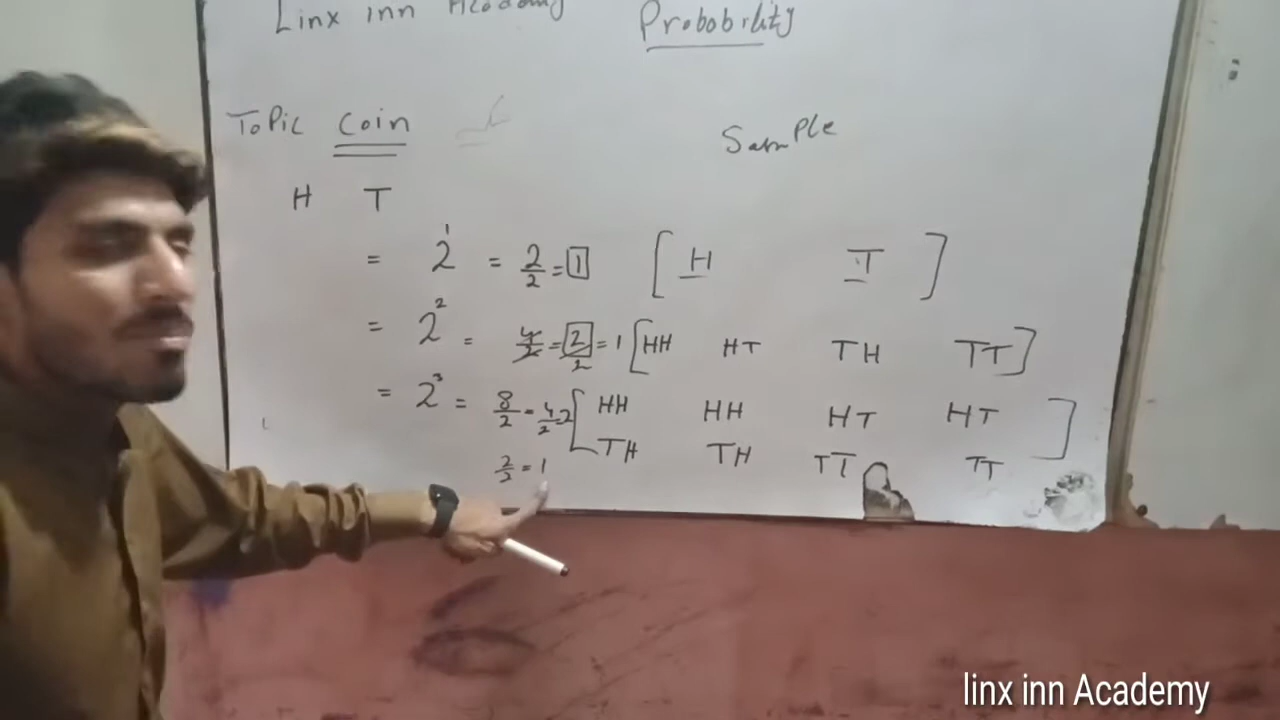 Linx inn Academy Probobility
Topic Coin Sample
H T
= 2¹ = 2/2 = 1 [ H T ]
= 2² = 4/2 = 2/2 = 1 [ HH HT TH TT ]
= 2³ = 8/2 = 4/2 = 2 [ HH HH HT HT
2/2 = 1 TH TH TT TT ]
linx inn Academy